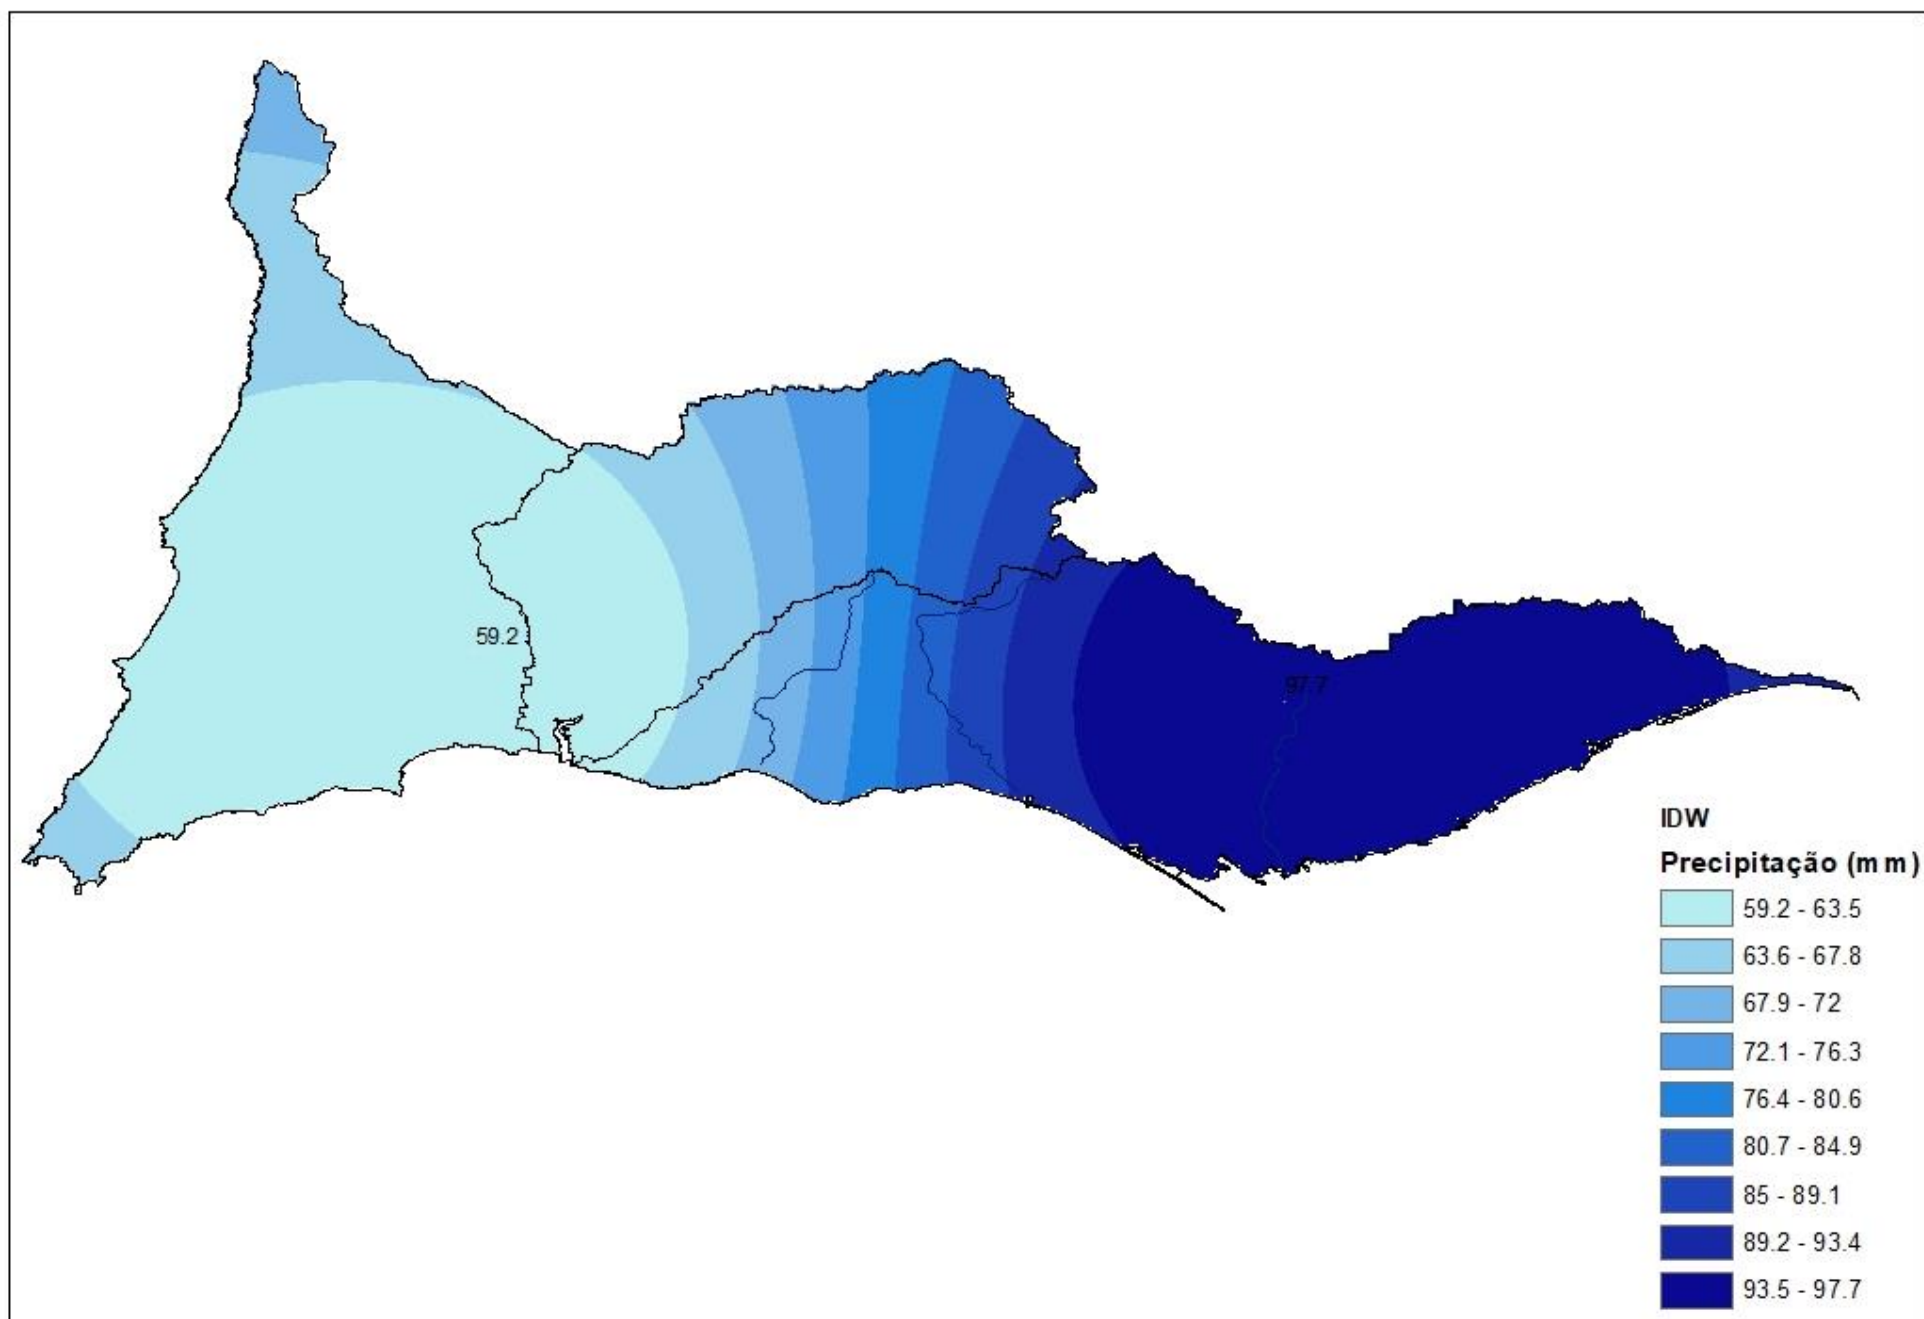 59.2
97.7
IDW
Precipitação (mm)
59.2 - 63.5
63.6 - 67.8
67.9 - 72
72.1 - 76.3
76.4 - 80.6
80.7 - 84.9
85 - 89.1
89.2 - 93.4
93.5 - 97.7